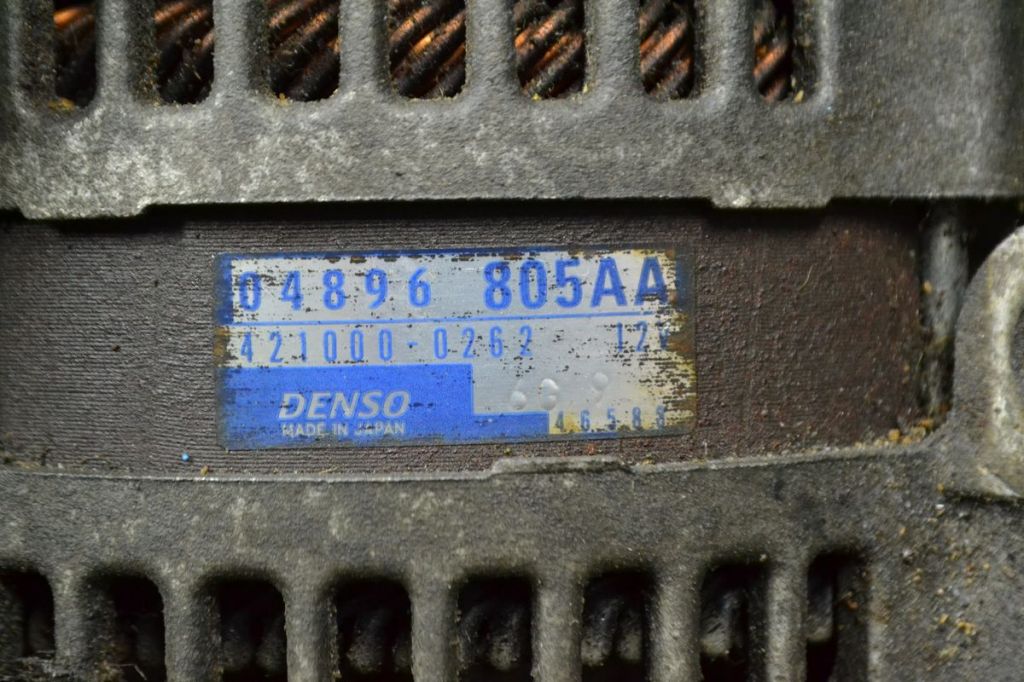 04896 805AA
421000-0262 12V
DENSO
MADE IN JAPAN
46588